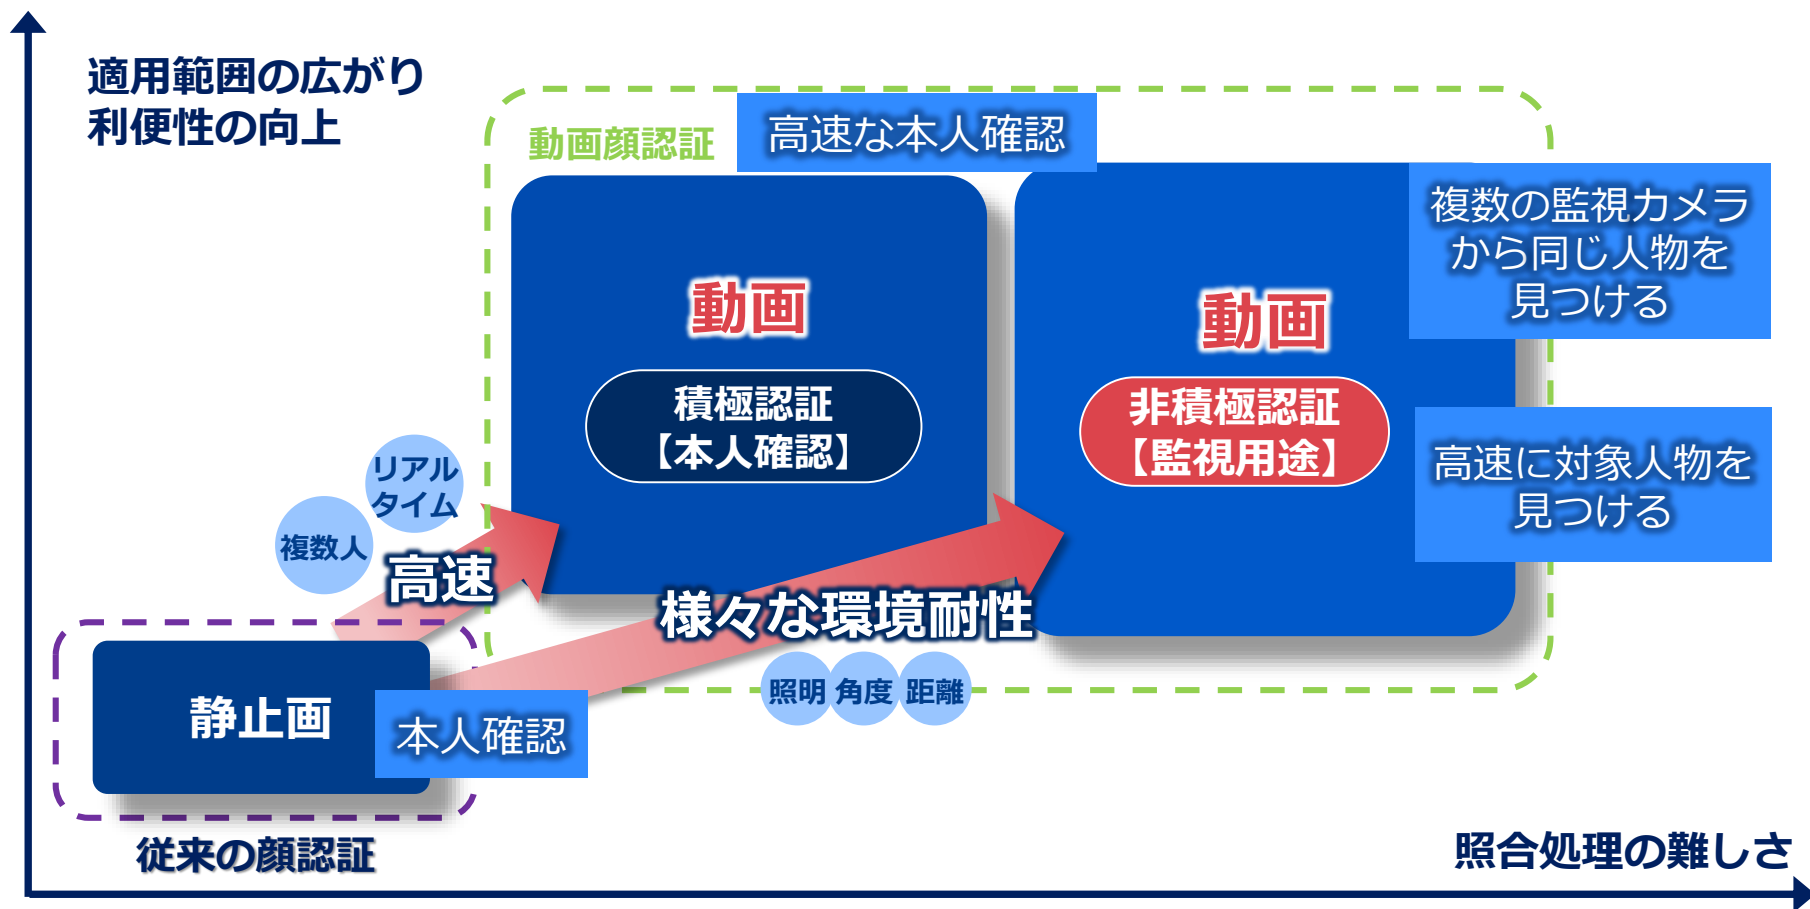 適用範囲の広がり
利便性の向上
動画顔認証
高速な本人確認
複数の監視カメラ
から同じ人物を
見つける
動画
動画
積極認証
【本人確認】
非積極認証
【監視用途】
高速に対象人物を
見つける
リアル
タイム
複数人
高速
様々な環境耐性
照明
角度
距離
静止画
本人確認
従来の顔認証
照合処理の難しさ